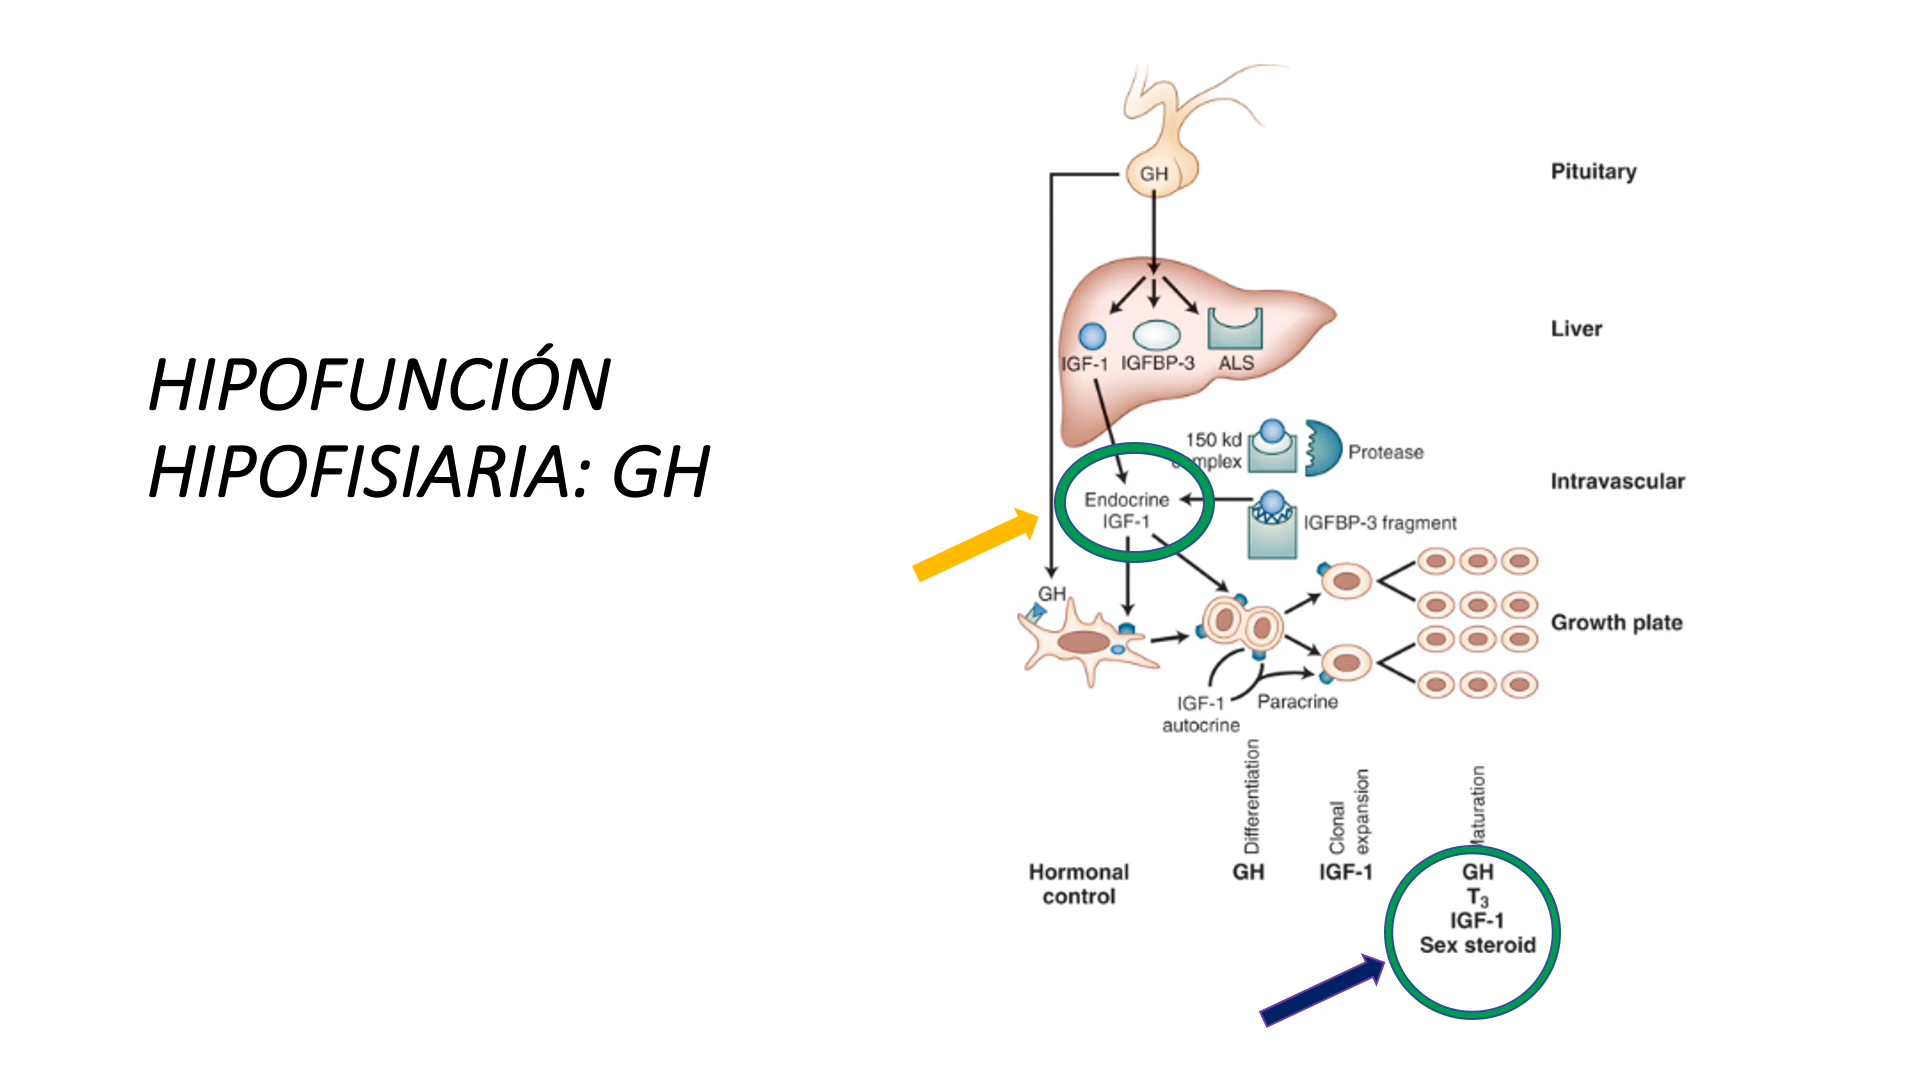 HIPOFUNCIÓN
HIPOFISIARIA: GH
GH
Pituitary
Liver
IGF-1 IGFBP-3 ALS
150 kd
complex
Protease
Intravascular
Endocrine
IGF-1
IGFBP-3 fragment
GH
Growth plate
IGF-1
autocrine
Paracrine
Differentiation
Clonal
expansion
Maturation
Hormonal
control
GH
IGF-1
GH
T₃
IGF-1
Sex steroid